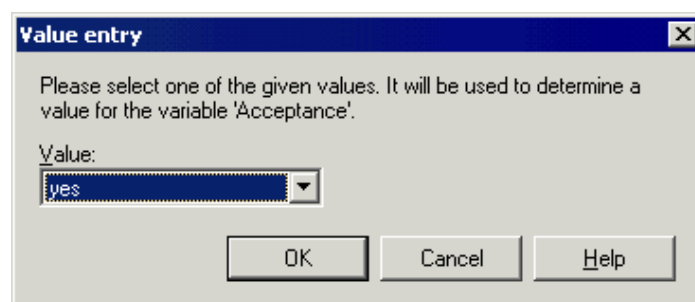 Value entry
Please select one of the given values. It will be used to determine a
value for the variable 'Acceptance'.
Value:
yes
OK Cancel Help